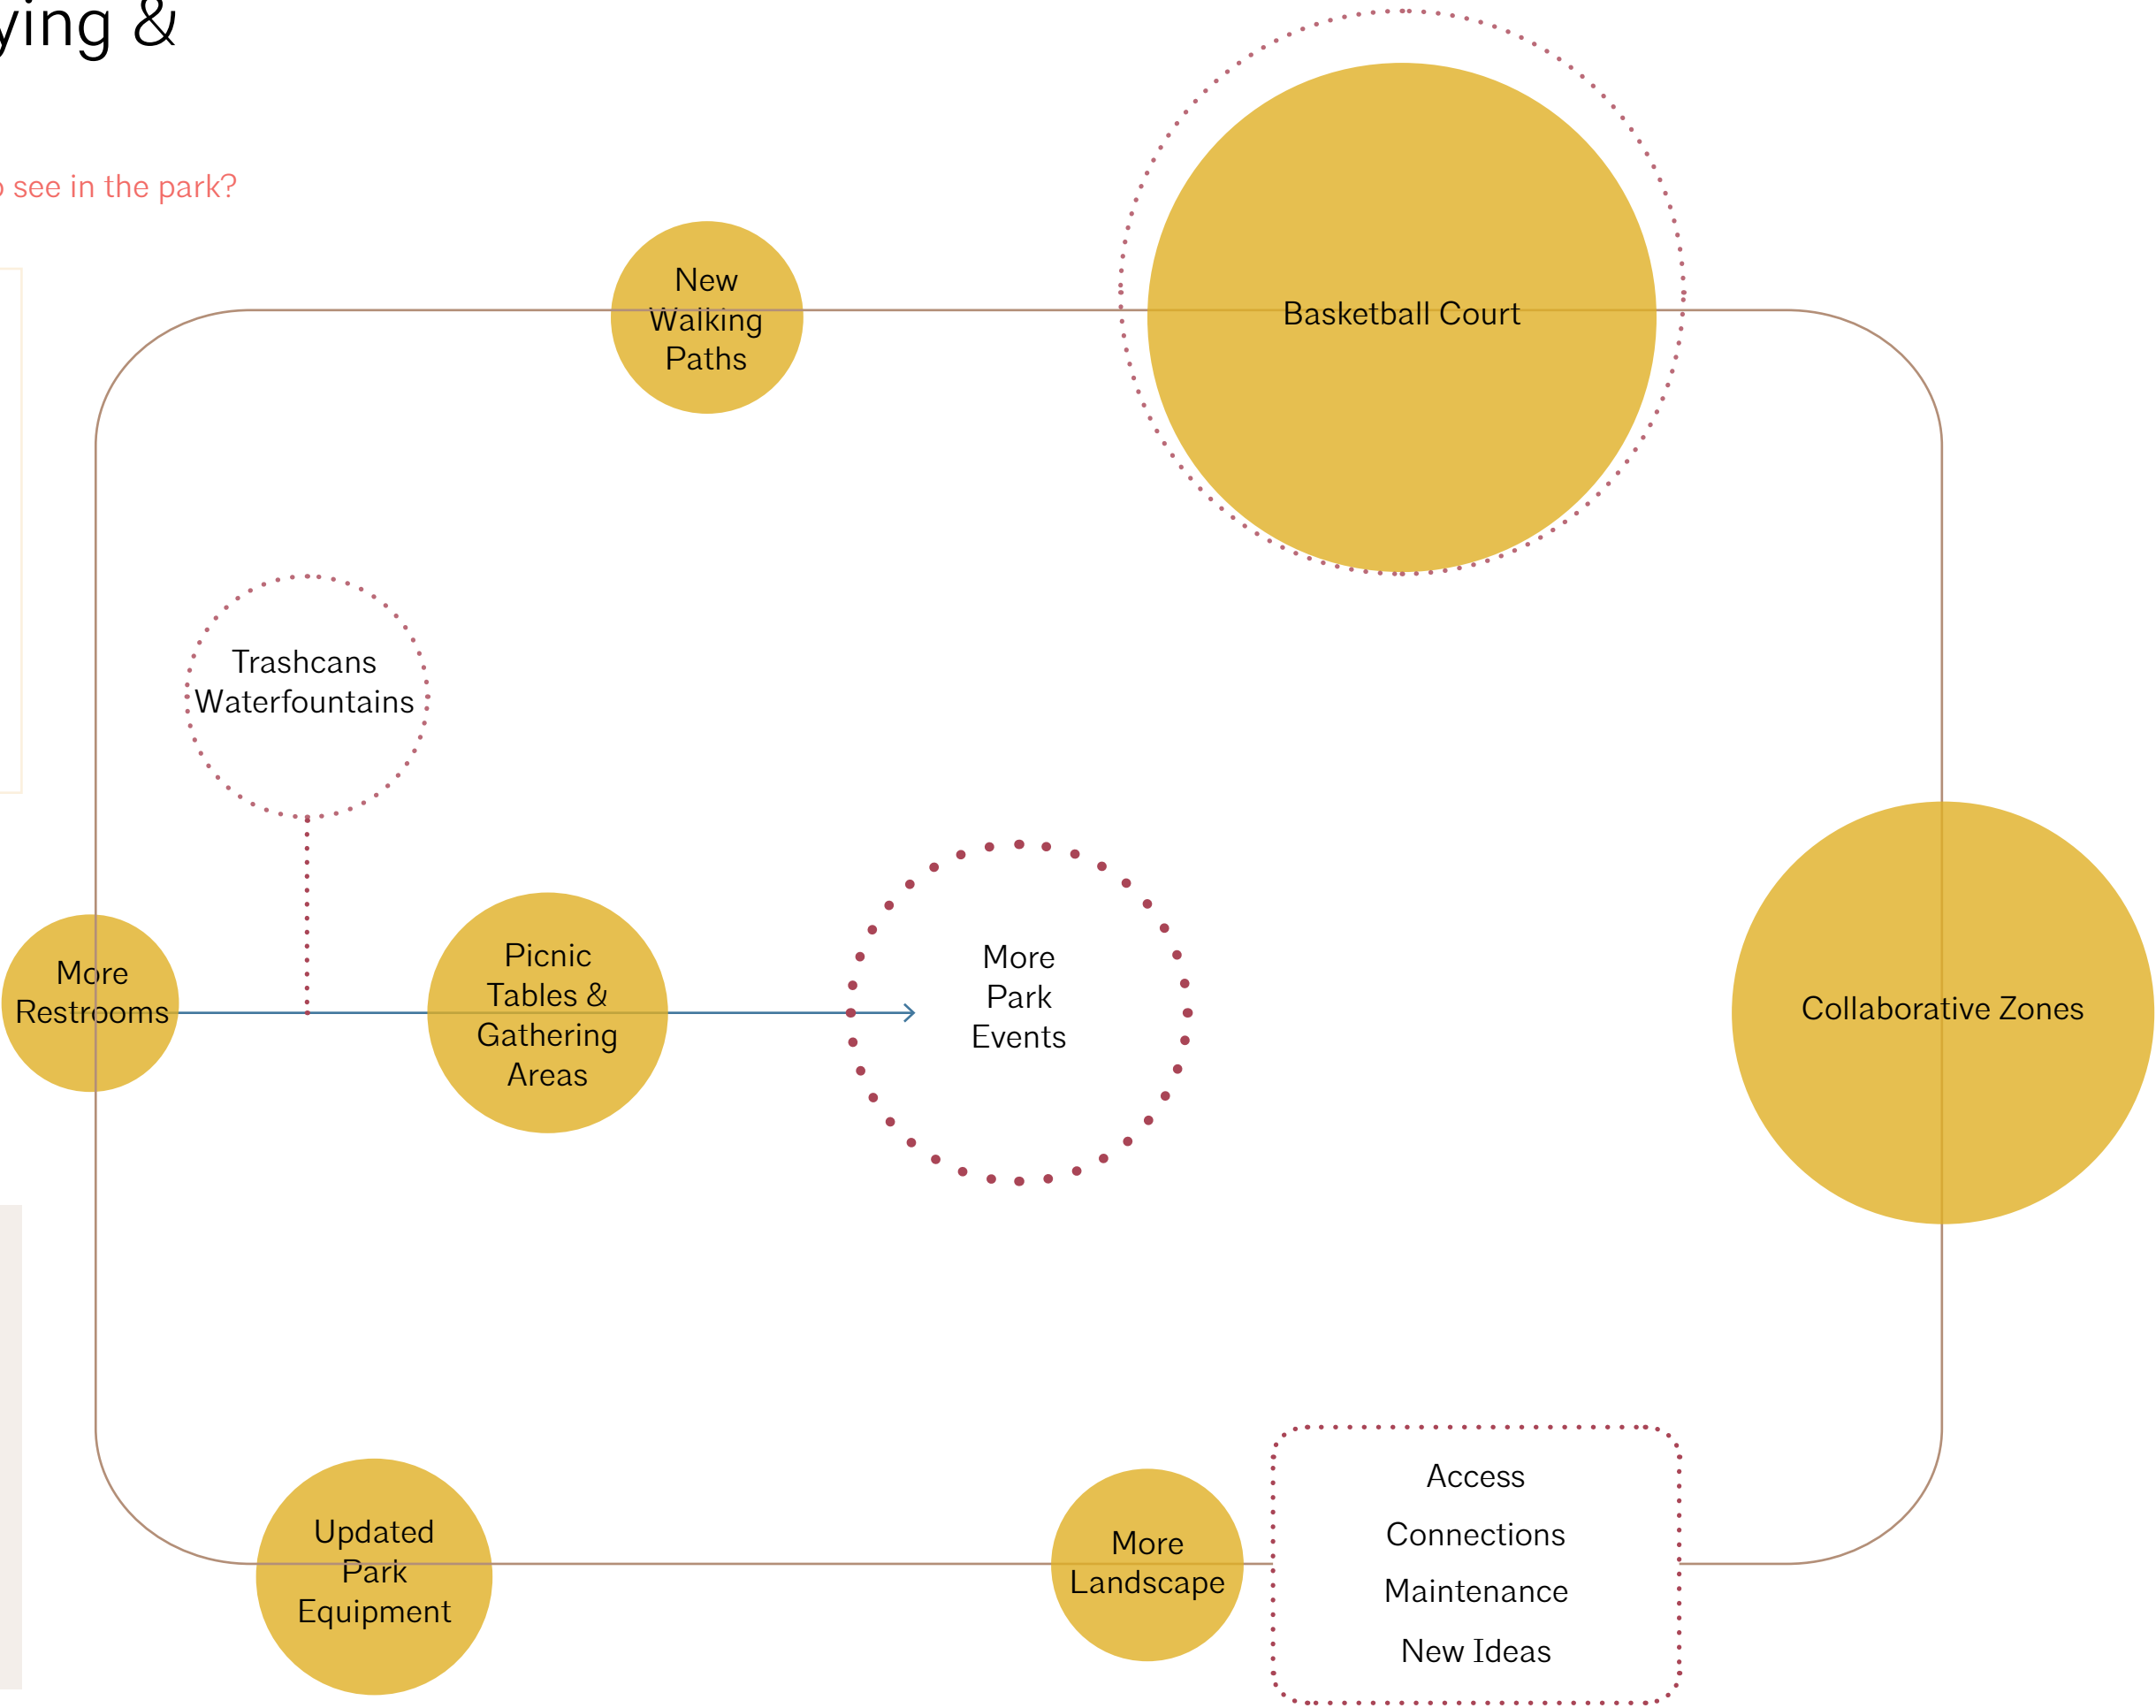 ying &
see in the park?
New
Walking
Paths
Basketball Court
Trashcans
Waterfountains
More
Restrooms
Picnic
Tables &
Gathering
Areas
More
Park
Events
Collaborative Zones
Updated
Park
Equipment
More
Landscape
Access
Connections
Maintenance
New Ideas